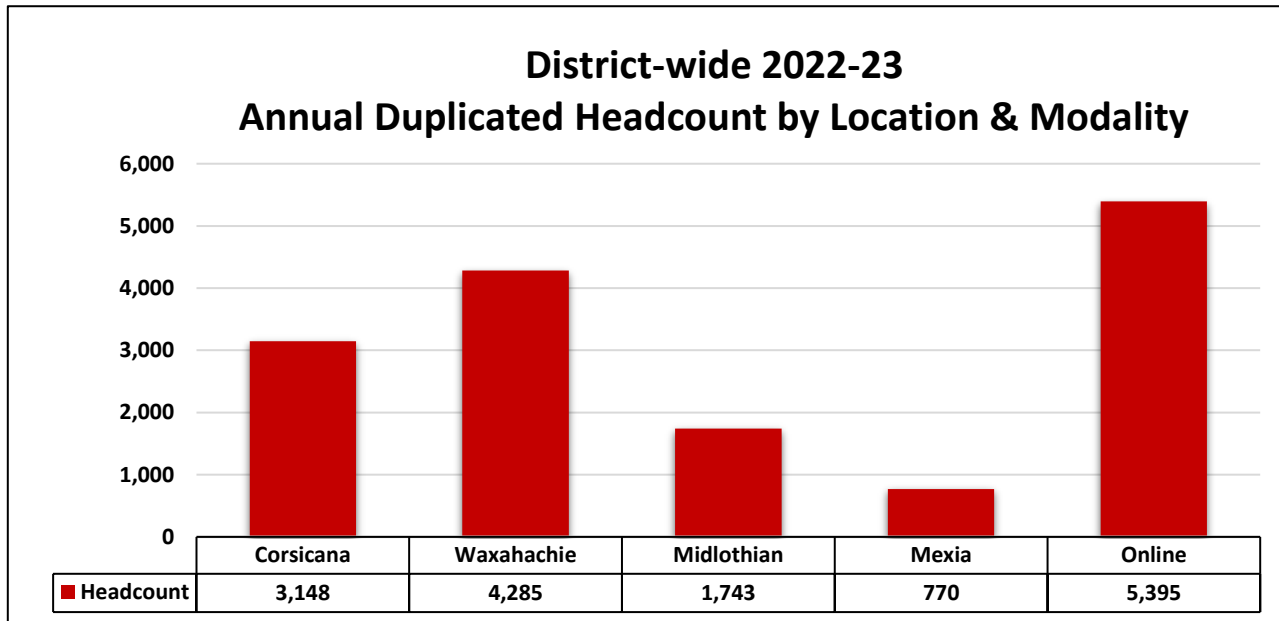 District-wide 2022-23
Annual Duplicated Headcount by Location & Modality
6,000
5,000
4,000
3,000
2,000
1,000
0
Corsicana Waxahachie Midlothian Mexia Online
Headcount 3,148 4,285 1,743 770 5,395